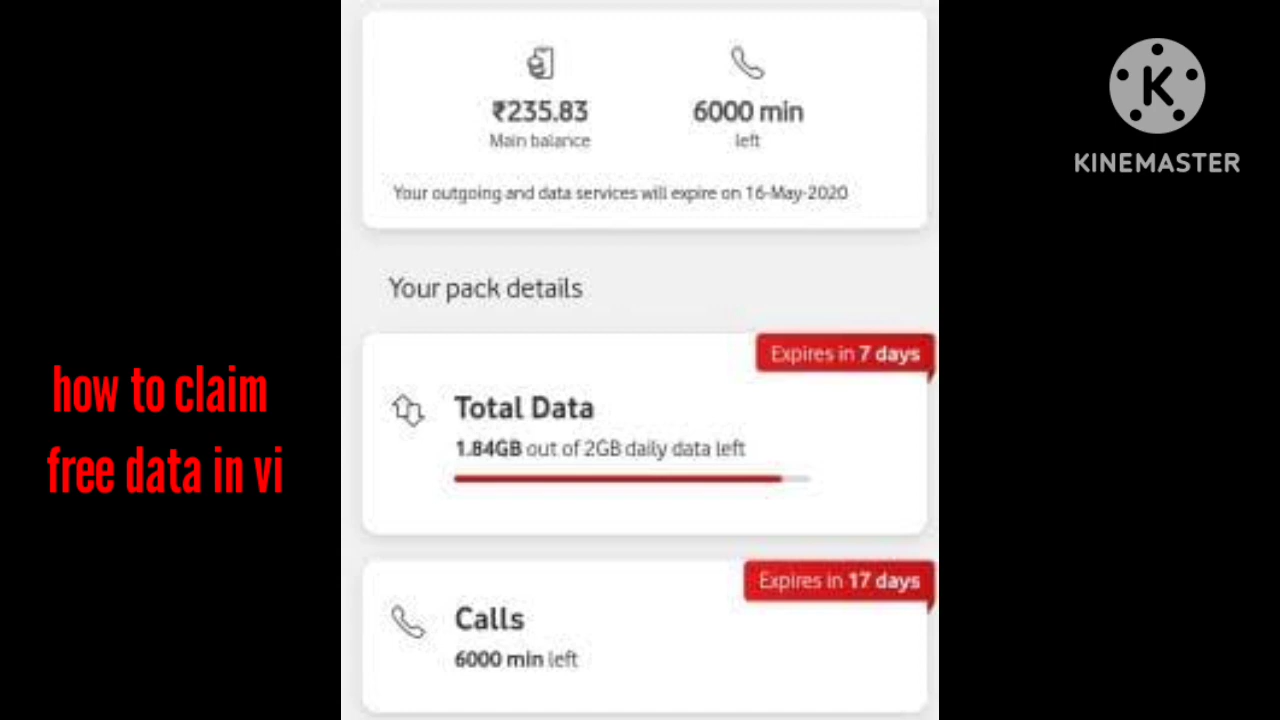 ₹235.83
Main balance
6000 min
left
Your outgoing and data services will expire on 16-May-2020
Your pack details
Expires in 7 days
Total Data
1.84GB out of 2GB daily data left
Expires in 17 days
Calls
6000 min left
how to claim
free data in vi
K
KINEMASTER